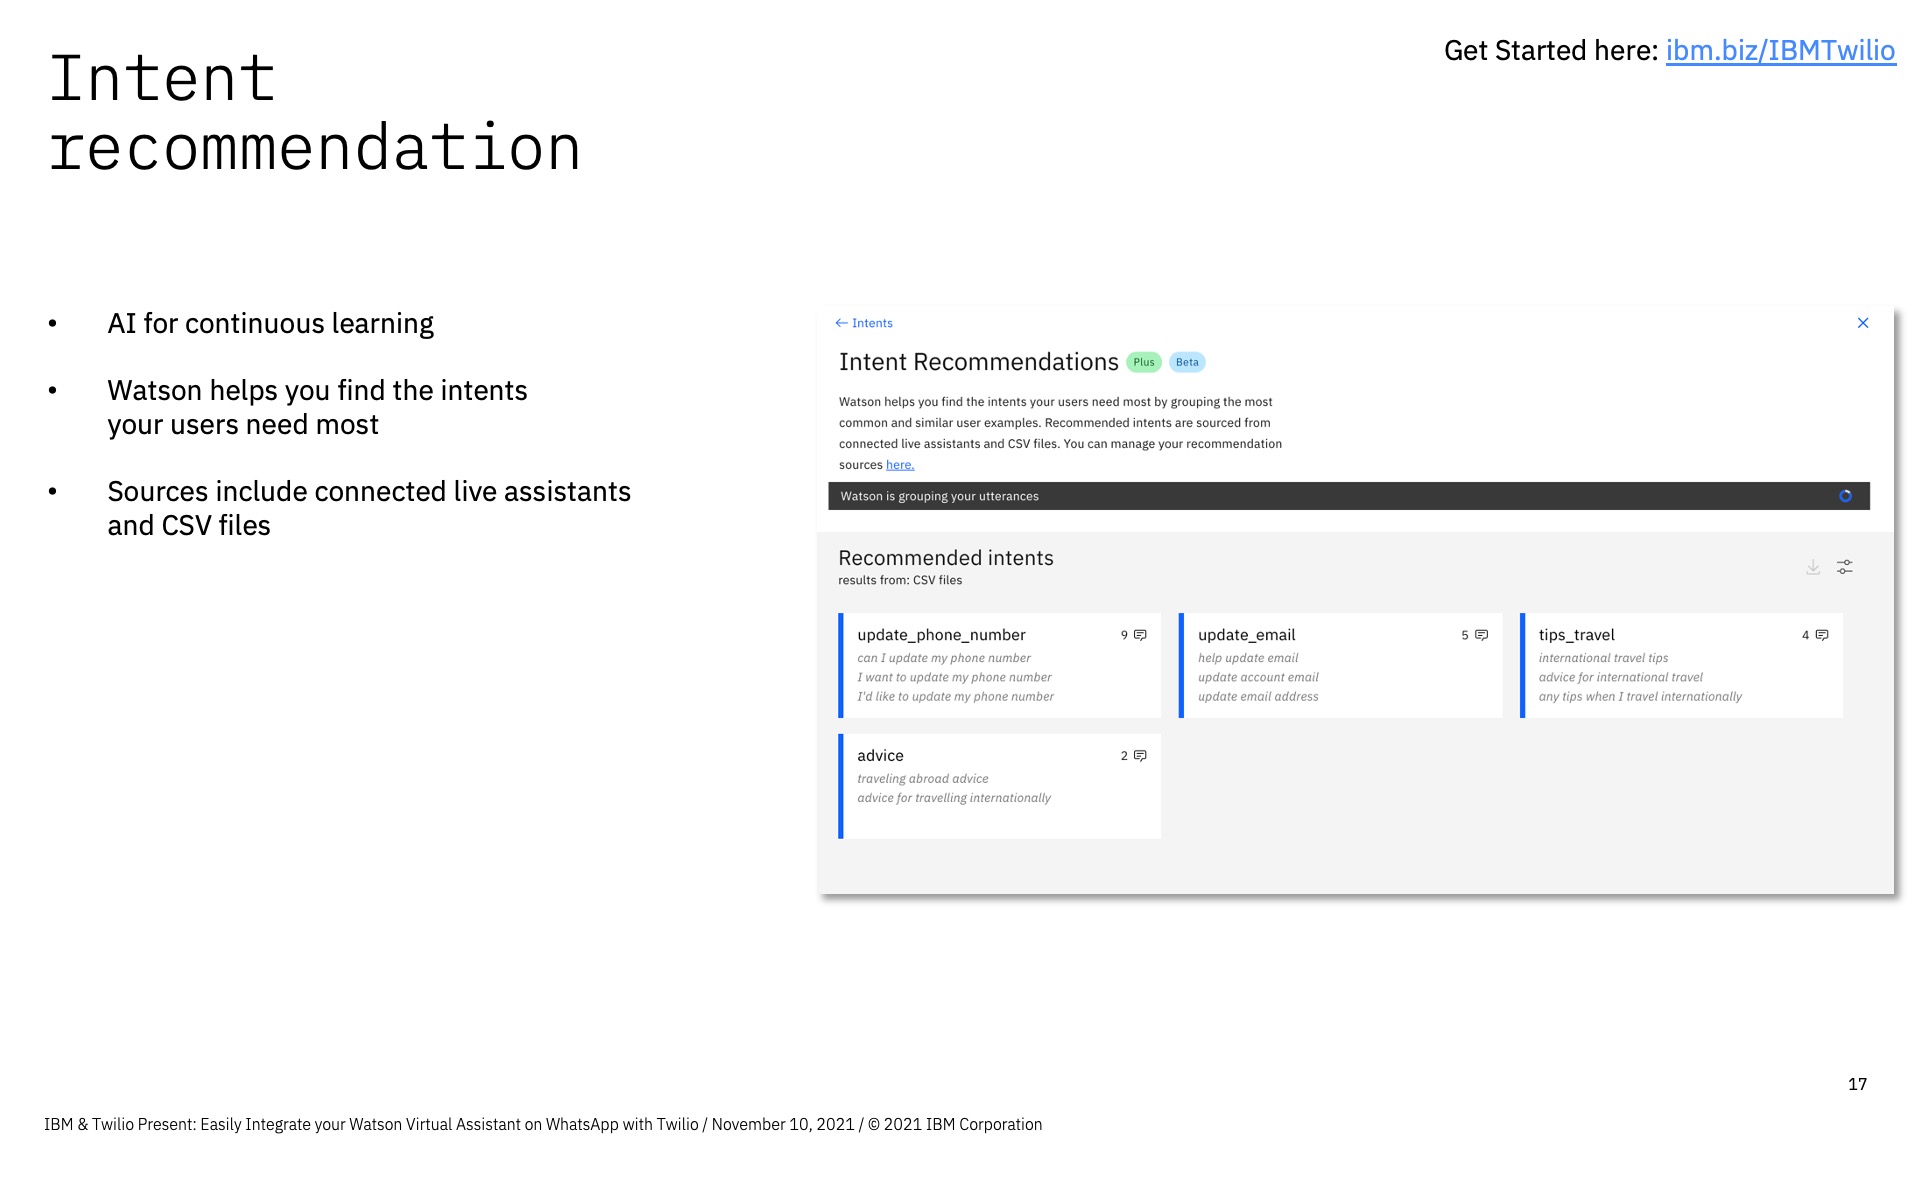 Intent
recommendation
Get Started here: ibm.biz/IBMTwilio
• AI for continuous learning
• Watson helps you find the intents
your users need most
• Sources include connected live assistants
and CSV files
← Intents
Intent Recommendations Plus Beta
Watson helps you find the intents your users need most by grouping the most
common and similar user examples. Recommended intents are sourced from
connected live assistants and CSV files. You can manage your recommendation
sources here.
Watson is grouping your utterances
Recommended intents
results from: CSV files
update_phone_number 9
can I update my phone number
I want to update my phone number
I'd like to update my phone number
update_email 5
help update email
update account email
update email address
tips_travel 4
international travel tips
advice for international travel
any tips when I travel internationally
advice 2
traveling abroad advice
advice for travelling internationally
17
IBM & Twilio Present: Easily Integrate your Watson Virtual Assistant on WhatsApp with Twilio / November 10, 2021 / © 2021 IBM Corporation